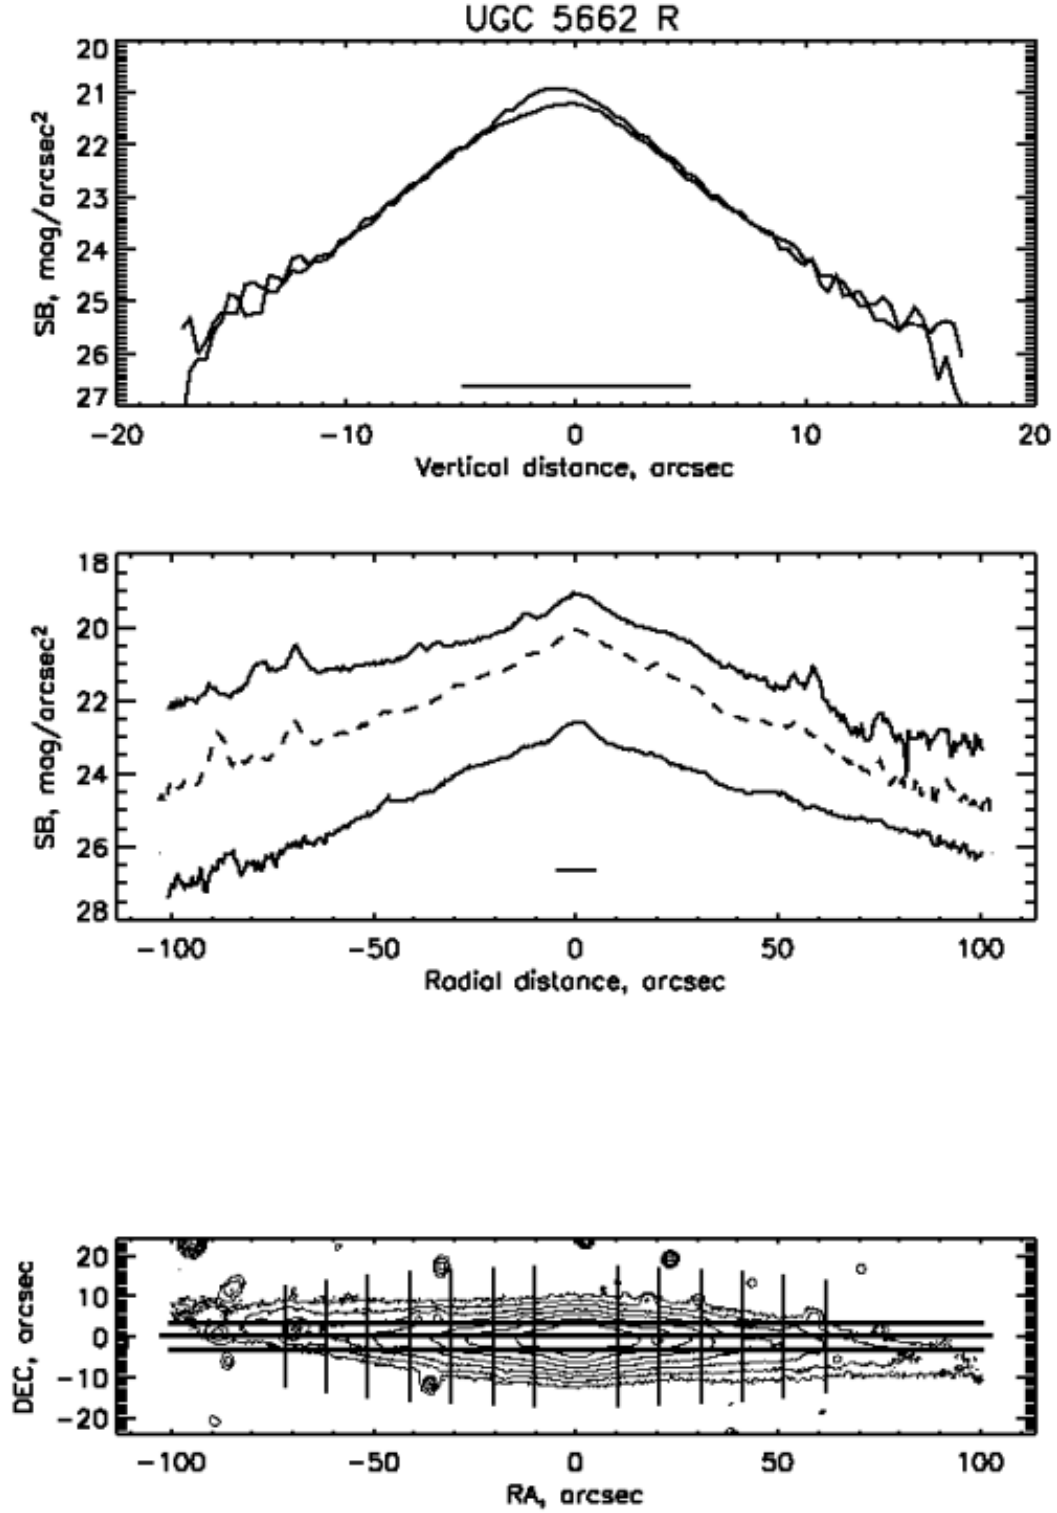 UGC 5662 R
20
21
22
23
24
25
26
27
SB, mag/arcsec²
−20 −10 0 10 20
Vertical distance, arcsec
18
20
22
24
26
28
SB, mag/arcsec²
−100 −50 0 50 100
Radial distance, arcsec
20
10
0
−10
−20
DEC, arcsec
−100 −50 0 50 100
RA, arcsec